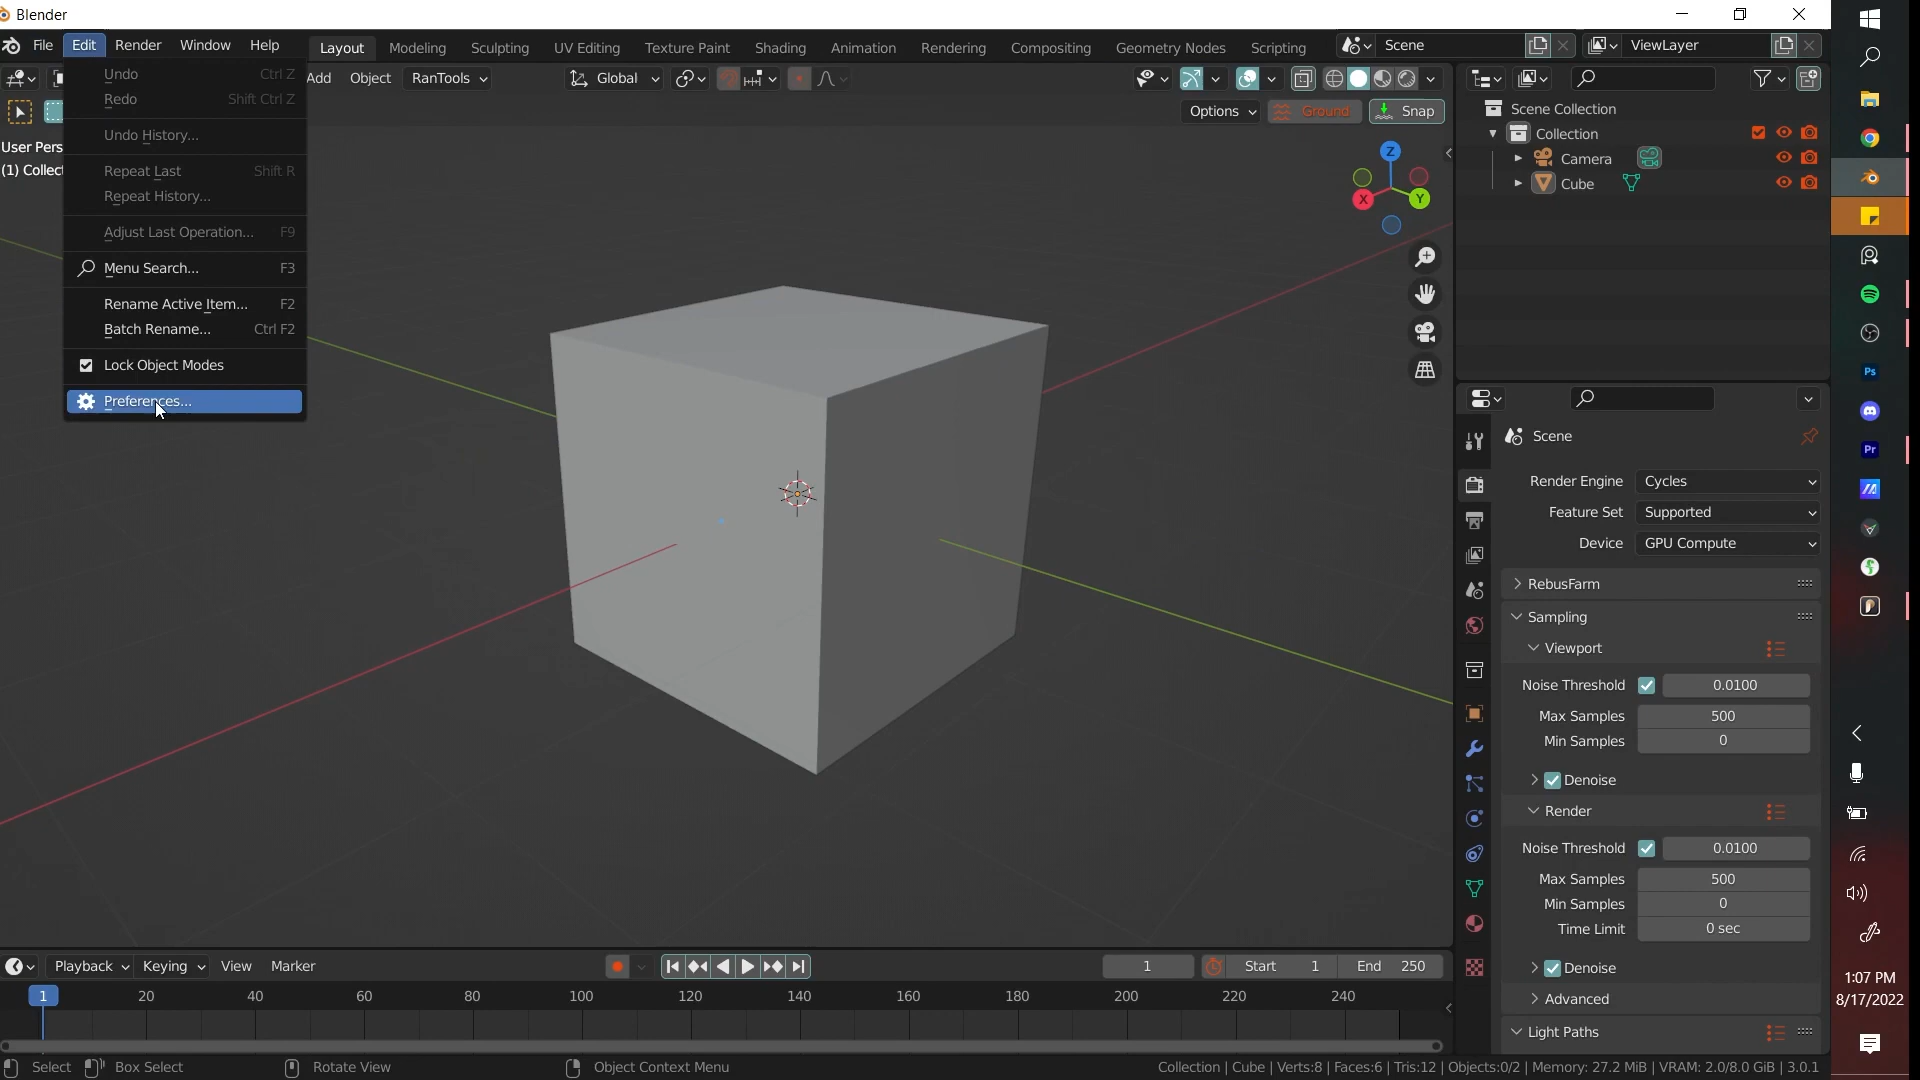 Blender
File Edit Render Window Help
Layout Modeling Sculpting UV Editing Texture Paint Shading Animation Rendering Compositing Geometry Nodes Scripting
Scene
ViewLayer
Add Object RanTools
Global
Options Ground Snap
User Pers
(1) Collect
Undo Ctrl Z
Redo Shift Ctrl Z
Undo History...
Repeat Last Shift R
Repeat History...
Adjust Last Operation... F9
Menu Search... F3
Rename Active Item... F2
Batch Rename... Ctrl F2
Lock Object Modes
Preferences...
Z
X
Y
Scene Collection
Collection
Camera
Cube
Scene
Render Engine Cycles
Feature Set Supported
Device GPU Compute
RebusFarm
Sampling
Viewport
Noise Threshold 0.0100
Max Samples 500
Min Samples 0
Denoise
Render
Noise Threshold 0.0100
Max Samples 500
Min Samples 0
Time Limit 0 sec
Denoise
Advanced
Light Paths
Playback Keying View Marker
1
Start 1
End 250
1 20 40 60 80 100 120 140 160 180 200 220 240
Select Box Select Rotate View Object Context Menu
Collection | Cube | Verts:8 | Faces:6 | Tris:12 | Objects:0/2 | Memory: 27.2 MiB | VRAM: 2.0/8.0 GiB | 3.0.1
Ps
Pr
1:07 PM
8/17/2022